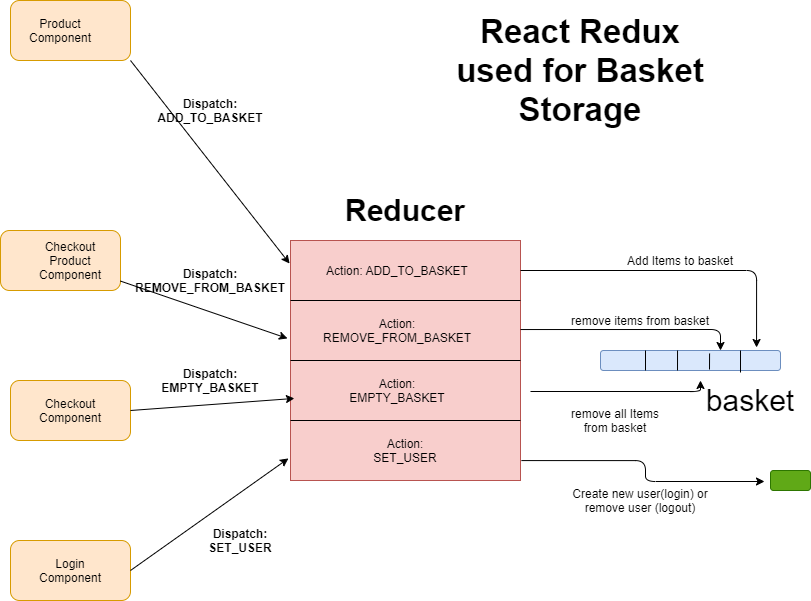 React Redux
used for Basket
Storage
Product
Component
Dispatch:
ADD_TO_BASKET
Reducer
Checkout
Product
Component
Dispatch:
REMOVE_FROM_BASKET
Action: ADD_TO_BASKET
Add Items to basket
Action:
REMOVE_FROM_BASKET
remove items from basket
Checkout
Component
Dispatch:
EMPTY_BASKET
Action:
EMPTY_BASKET
basket
remove all Items
from basket
Action:
SET_USER
Create new user(login) or
remove user (logout)
Dispatch:
SET_USER
Login
Component